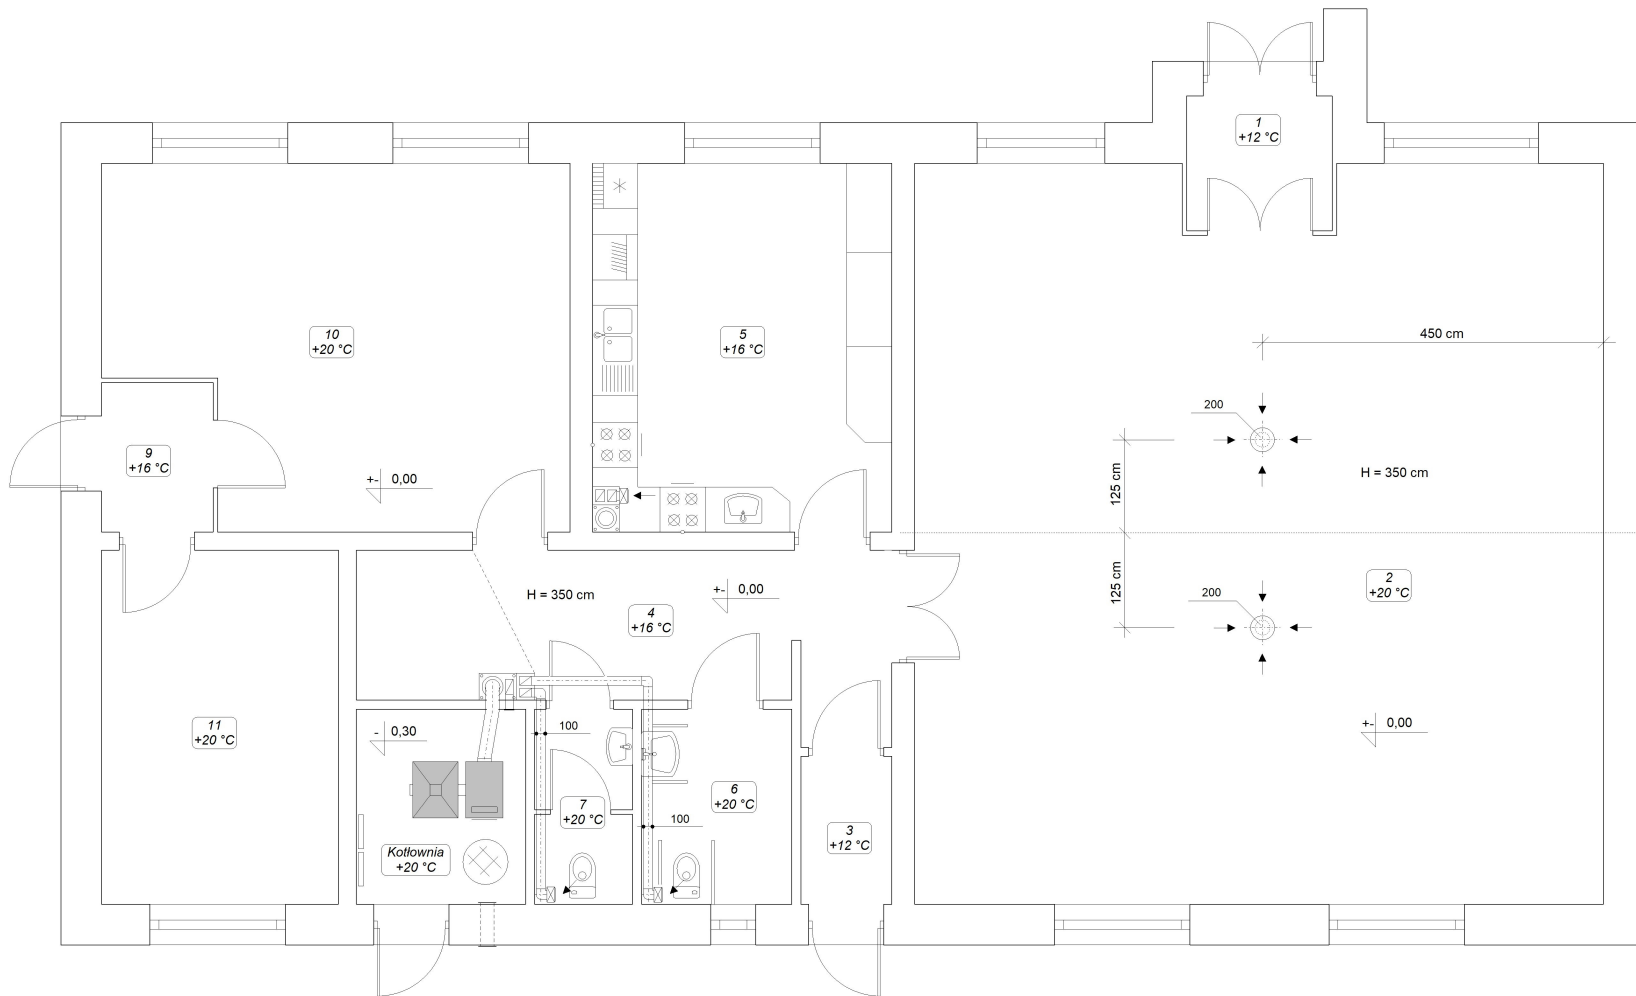 1
+12 °C
10
+20 °C
5
+16 °C
450 cm
200
9
+16 °C
+- 0,00
125 cm
H = 350 cm
125 cm
2
+20 °C
200
H = 350 cm
+- 0,00
4
+16 °C
11
+20 °C
- 0,30
100
+- 0,00
6
+20 °C
7
+20 °C
100
3
+12 °C
Kotłownia
+20 °C